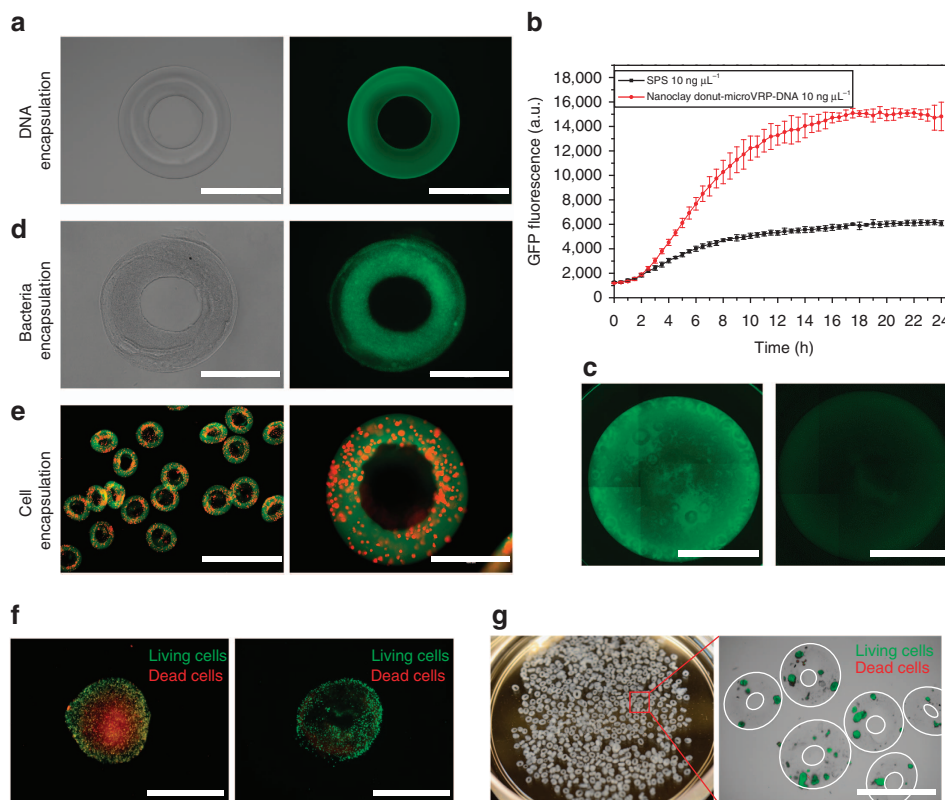 a
DNA
encapsulation
b
GFP fluorescence (a.u.)
18,000
16,000
14,000
12,000
10,000
8,000
6,000
4,000
2,000
0
SPS 10 ng µL⁻¹
Nanoclay donut-microVRP-DNA 10 ng µL⁻¹
0 2 4 6 8 10 12 14 16 18 20 22 24
Time (h)
d
Bacteria
encapsulation
c
e
Cell
encapsulation
f
Living cells
Dead cells
Living cells
Dead cells
g
Living cells
Dead cells